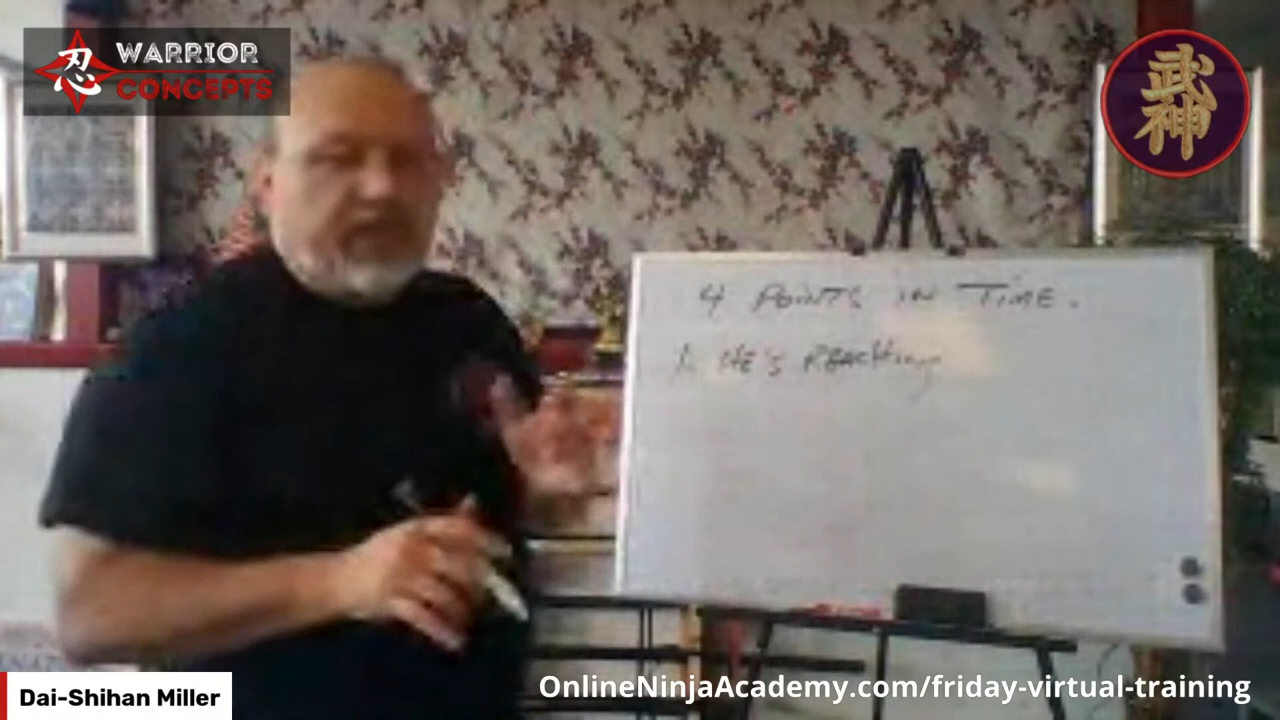 忍
WARRIOR
CONCEPTS
武神
4 POINTS IN TIME.
1. HE'S REACHing
Dai-Shihan Miller
OnlineNinjaAcademy.com/friday-virtual-training